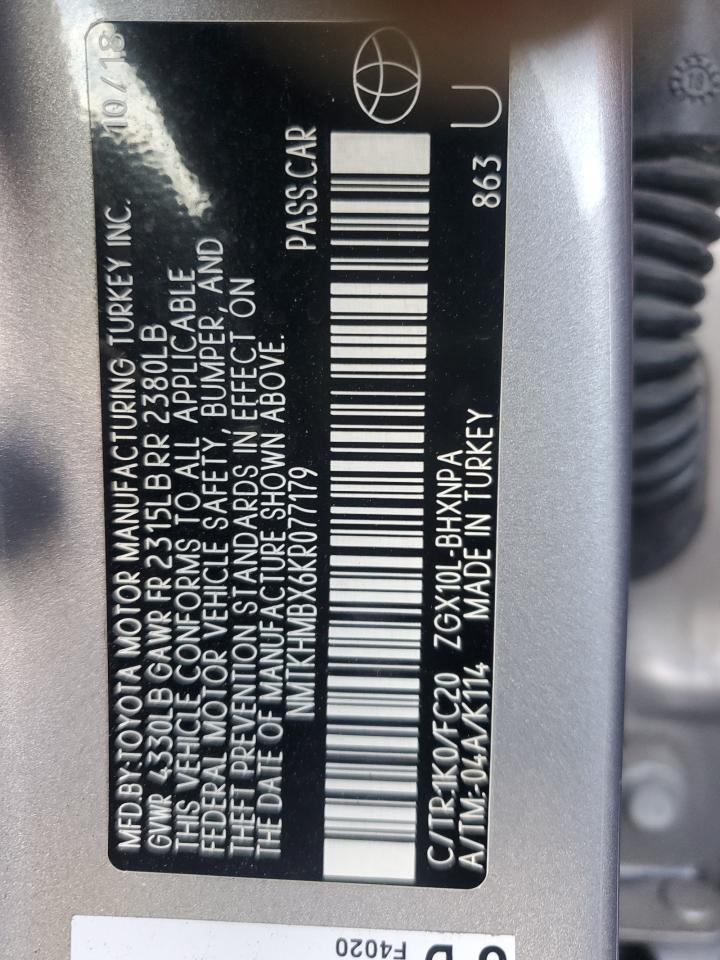 MFD.BY:TOYOTA MOTOR MANUFACTURING TURKEY INC. 10/18
GVWR 4330LB GAWR FR 2315LB RR 2380LB
THIS VEHICLE CONFORMS TO ALL APPLICABLE
FEDERAL MOTOR VEHICLE SAFETY, BUMPER, AND
THEFT PREVENTION STANDARDS IN EFFECT ON
THE DATE OF MANUFACTURE SHOWN ABOVE.
NMTKHMBX6KR077179 PASS.CAR
C/TR:1K0/FC20 ZGX10L-BHXNPA
A/TM:-04A/K114 MADE IN TURKEY 863 U
F4020